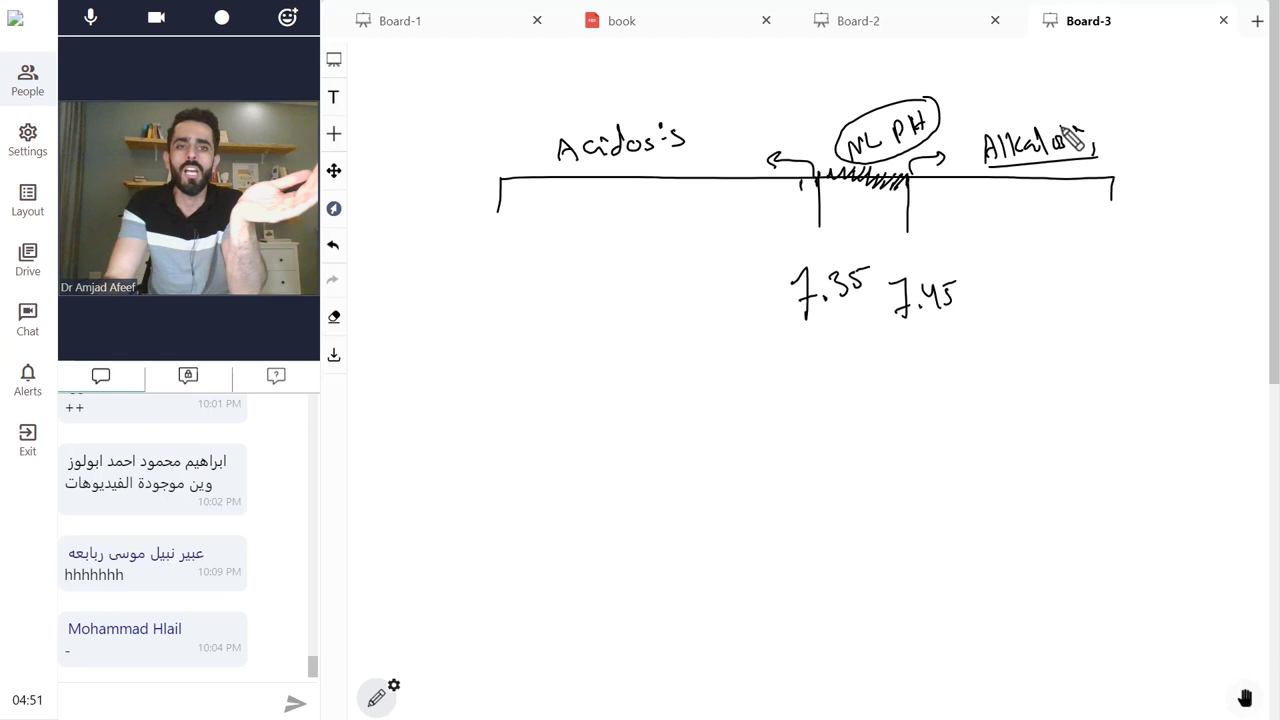 Board-1
book
Board-2
Board-3
People
Settings
Layout
Drive
Chat
Alerts
Exit
04:51
Dr Amjad Afeef
++
10:01 PM
ابراهيم محمود احمد ابولوز
وين موجودة الفيديوهات
10:02 PM
عبير نبيل موسى ربابعه
hhhhhhh
10:09 PM
Mohammad Hlail
-
10:04 PM
T
?
PDF
Acidosis
NL PH
Alkalosis
7.35
7.45